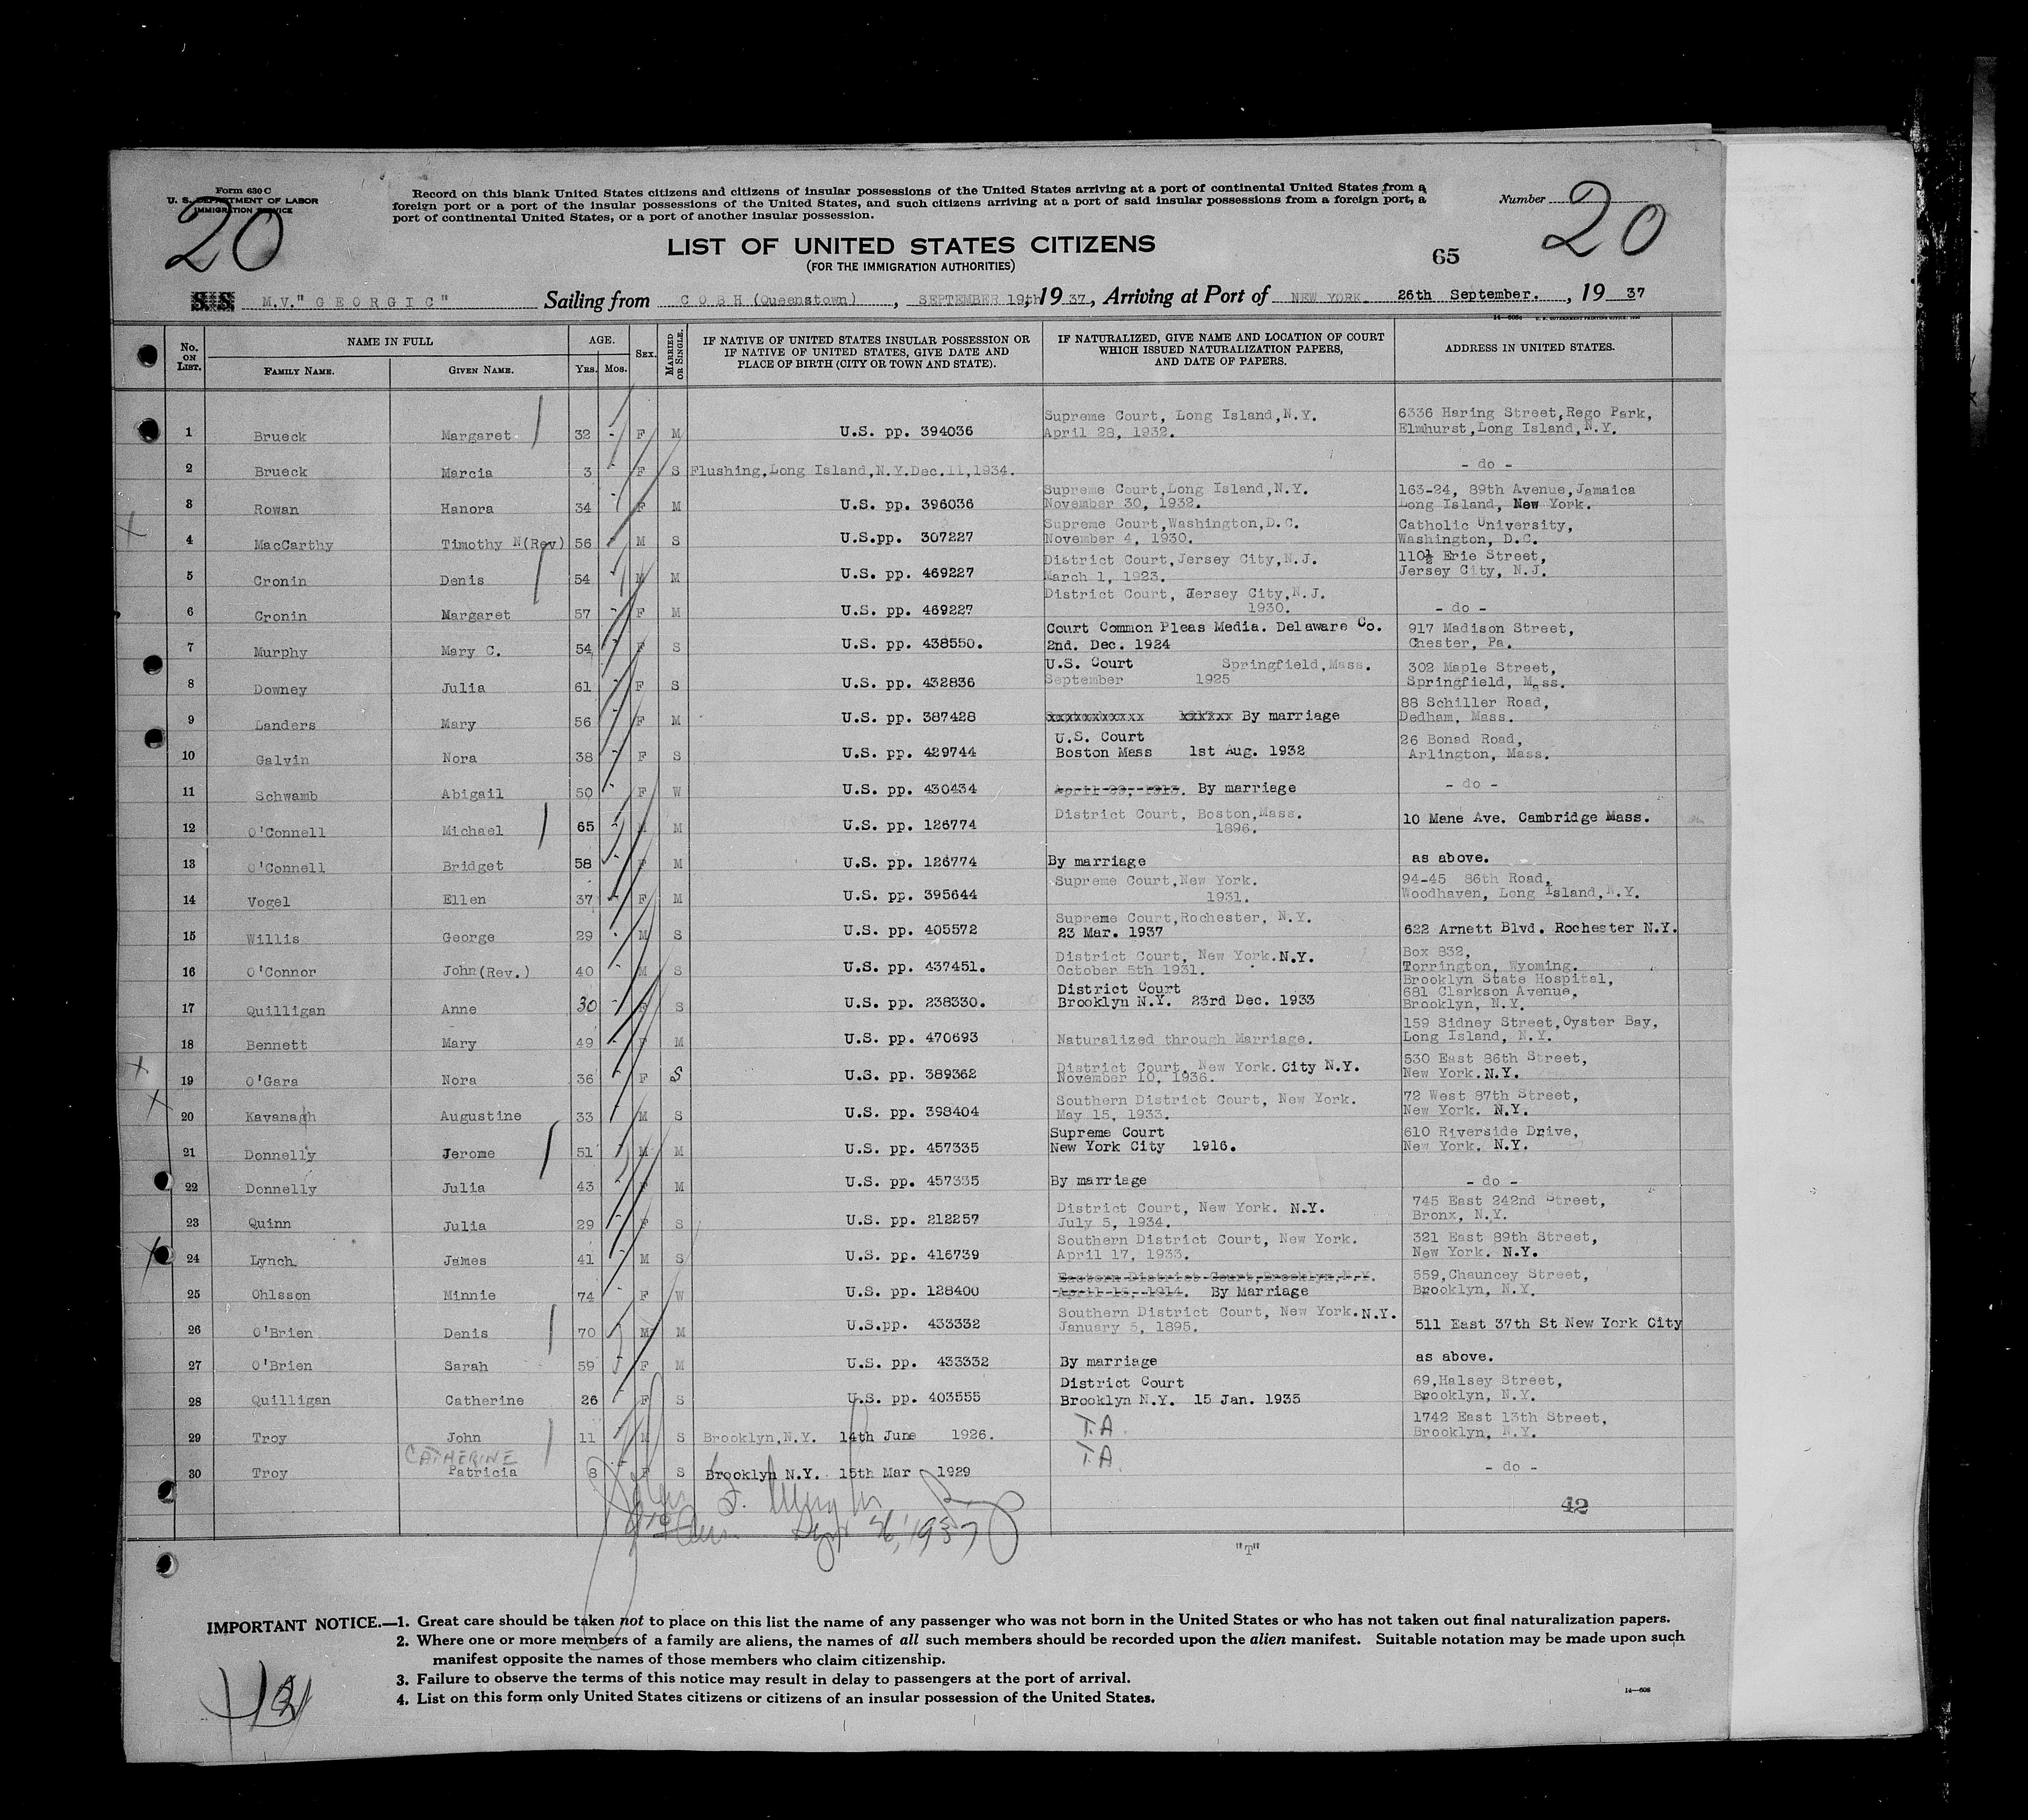 Form 630 C
U. S. DEPARTMENT OF LABOR
IMMIGRATION SERVICE
20
Record on this blank United States citizens and citizens of insular possessions of the United States arriving at a port of continental United States from a
foreign port or a port of the insular possessions of the United States, and such citizens arriving at a port of said insular possessions from a foreign port, a
port of continental United States, or a port of another insular possession.
Number 20
LIST OF UNITED STATES CITIZENS
(FOR THE IMMIGRATION AUTHORITIES)
65
SS M.V." G E O R G I C " Sailing from C O B H (Queenstown) , SEPTEMBER 19th, 19 37, Arriving at Port of NEW YORK. 26th September. , 19 37
No. ON LIST. NAME IN FULL AGE. SEX. MARRIED OR SINGLE. IF NATIVE OF UNITED STATES INSULAR POSSESSION OR IF NATIVE OF UNITED STATES, GIVE DATE AND PLACE OF BIRTH (CITY OR TOWN AND STATE). IF NATURALIZED, GIVE NAME AND LOCATION OF COURT WHICH ISSUED NATURALIZATION PAPERS, AND DATE OF PAPERS. ADDRESS IN UNITED STATES.
FAMILY NAME. GIVEN NAME. YRS. MOS.
1 Brueck Margaret 32 - F M U.S. pp. 394036 Supreme Court, Long Island,N.Y. April 28, 1932. 6336 Haring Street,Rego Park, Elmhurst,Long Island,N.Y.
2 Brueck Marcia 3 - F S Flushing,Long Island,N.Y.Dec.11,1934. - do -
3 Rowan Hanora 34 F M U.S. pp. 396036 Supreme Court,Long Island,N.Y. November 30, 1932. 163-24, 89th Avenue,Jamaica Long Island, New York.
4 MacCarthy Timothy N(Rev) 56 M S U.S.pp. 307227 Supreme Court,Washington,D.C. November 4, 1930. Catholic University, Washington, D.C.
5 Cronin Denis 54 M M U.S. pp. 469227 District Court,Jersey City,N.J. March 1, 1923. 110½ Erie Street, Jersey City, N.J.
6 Cronin Margaret 57 F M U.S. pp. 469227 District Court, Jersey City,N.J. 1930. - do -
7 Murphy Mary C. 54 F S U.S. pp. 438550. Court Common Pleas Media. Delaware Co. 2nd. Dec. 1924 917 Madison Street, Chester, Pa.
8 Downey Julia 61 F S U.S. pp. 432836 U.S. Court Springfield,Mass. September 1925 302 Maple Street, Springfield, Mass.
9 Landers Mary 56 F M U.S. pp. 387428 By marriage 88 Schiller Road, Dedham, Mass.
10 Galvin Nora 38 F S U.S. pp. 429744 U.S. Court Boston Mass 1st Aug. 1932 26 Bonad Road, Arlington, Mass.
11 Schwamb Abigail 50 F W U.S. pp. 430434 By marriage - do -
12 O'Connell Michael 65 M M U.S. pp. 126774 District Court, Boston,Mass. 1896. 10 Mane Ave. Cambridge Mass.
13 O'Connell Bridget 58 F M U.S. pp. 126774 By marriage as above.
14 Vogel Ellen 37 F M U.S. pp. 395644 Supreme Court,New York. 1931. 94-45 86th Road, Woodhaven, Long Island,N.Y.
15 Willis George 29 M S U.S. pp. 405572 Supreme Court,Rochester, N.Y. 23 Mar. 1937 622 Arnett Blvd. Rochester N.Y.
16 O'Connor John(Rev.) 40 M S U.S. pp. 437451. District Court, New York.N.Y. October 5th 1931. Box 832, Torrington, Wyoming.
17 Quilligan Anne 30 F S U.S. pp. 238330. District Court Brooklyn N.Y. 23rd Dec. 1933 Brooklyn State Hospital, 681 Clarkson Avenue, Brooklyn, N.Y.
18 Bennett Mary 49 F M U.S. pp. 470693 Naturalized through Marriage. 159 Sidney Street,Oyster Bay, Long Island, N.Y.
19 O'Gara Nora 36 F S U.S. pp. 389362 District Court, New York. City N.Y. November 10, 1936. 530 East 86th Street, New York.N.Y.
20 Kavanagh Augustine 33 M S U.S. pp. 398404 Southern District Court, New York. May 15, 1933. 72 West 87th Street, New York. N.Y.
21 Donnelly Jerome 51 M M U.S. pp. 457335 Supreme Court New York City 1916. 610 Riverside Drive, New York. N.Y.
22 Donnelly Julia 43 F M U.S. pp. 457335 By marriage - do -
23 Quinn Julia 29 F S U.S. pp. 212257 District Court, New York. N.Y. July 5, 1934. 745 East 242nd Street, Bronx, N.Y.
24 Lynch James 41 M S U.S. pp. 416739 Southern District Court, New York. April 17, 1933. 321 East 89th Street, New York. N.Y.
25 Ohlsson Minnie 74 F W U.S. pp. 128400 Eastern District Court,Brooklyn,N.Y. April 15, 1914. By Marriage 559,Chauncey Street, Brooklyn, N.Y.
26 O'Brien Denis 70 M M U.S.pp. 433332 Southern District Court, New York.N.Y. January 5, 1895. 511 East 37th St New York City
27 O'Brien Sarah 59 F M U.S. pp. 433332 By marriage as above.
28 Quilligan Catherine 26 F S U.S. pp. 403555 District Court Brooklyn N.Y. 15 Jan. 1935 69,Halsey Street, Brooklyn, N.Y.
29 Troy John 11 M S Brooklyn,N.Y. 14th June 1926. T.A. 1742 East 13th Street, Brooklyn, N.Y.
CATHERINE
30 Troy Patricia 8 F S Brooklyn N.Y. 15th Mar 1929 T.A. - do -
42
Sept 26, 1937
"T"
IMPORTANT NOTICE.—1. Great care should be taken not to place on this list the name of any passenger who was not born in the United States or who has not taken out final naturalization papers.
2. Where one or more members of a family are aliens, the names of all such members should be recorded upon the alien manifest. Suitable notation may be made upon such
manifest opposite the names of those members who claim citizenship.
3. Failure to observe the terms of this notice may result in delay to passengers at the port of arrival.
4. List on this form only United States citizens or citizens of an insular possession of the United States.
14—608